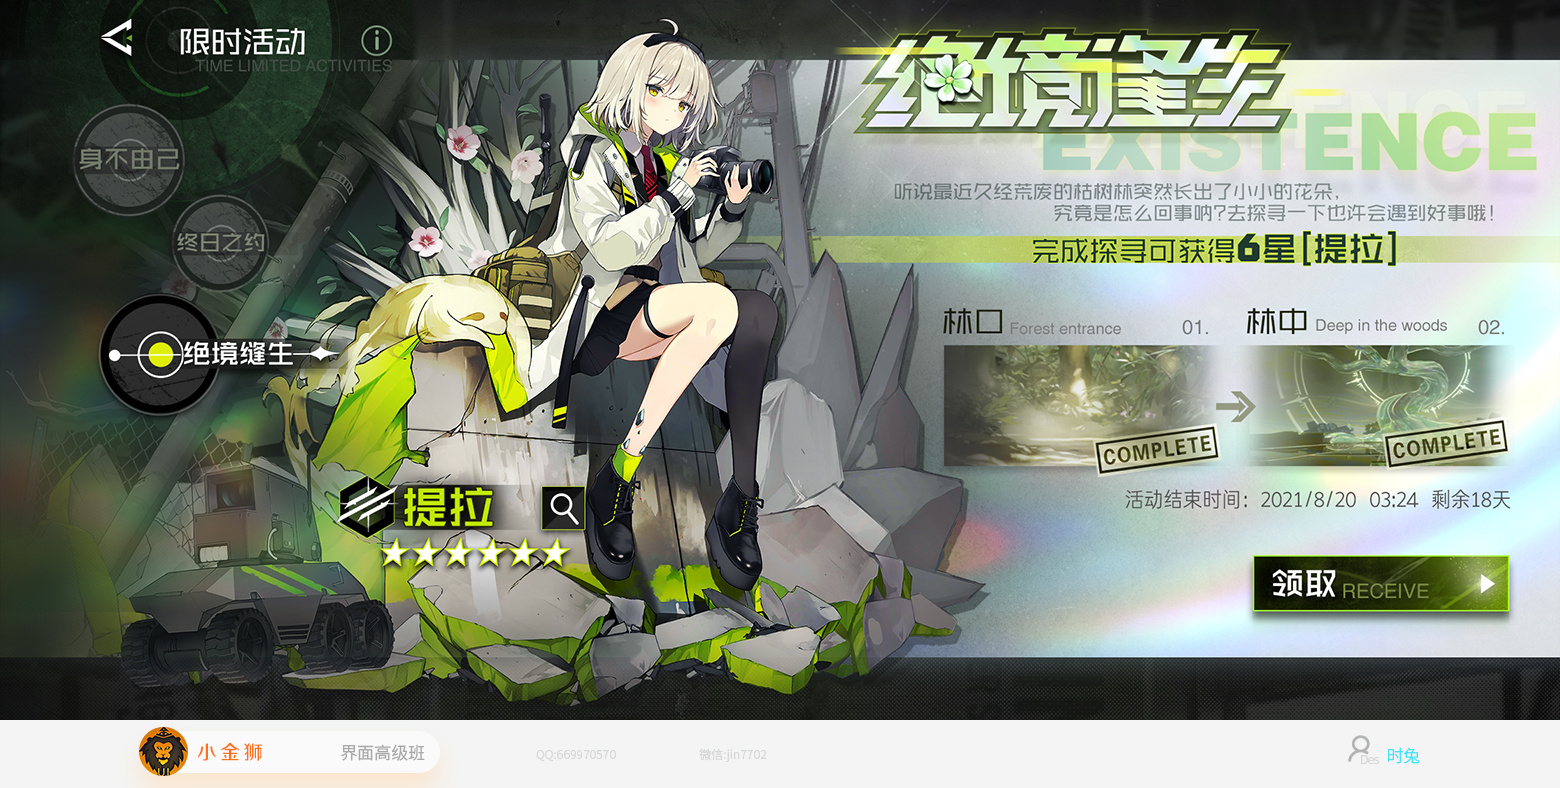 限时活动
TIME LIMITED ACTIVITIES
身不由己
终日之约
绝境缝生
提拉
绝境逢生
EXISTENCE
听说最近欠经荒废的枯树林突然长出了小小的花朵，
究竟是怎么回事呐?去探寻一下也许会遇到好事哦!
完成探寻可获得6星[提拉]
林口 Forest entrance 01.
林中 Deep in the woods 02.
COMPLETE
COMPLETE
活动结束时间：2021/8/20 03:24 剩余18天
领取 RECEIVE
小金狮
界面高级班
QQ:669970570
微信:jin7702
Des 时兔